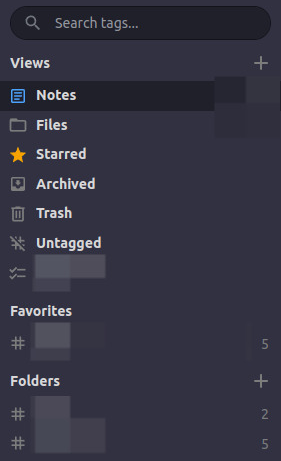 Search tags...
Views
Notes
Files
Starred
Archived
Trash
Untagged
Favorites
# 5
Folders
# 2
# 5